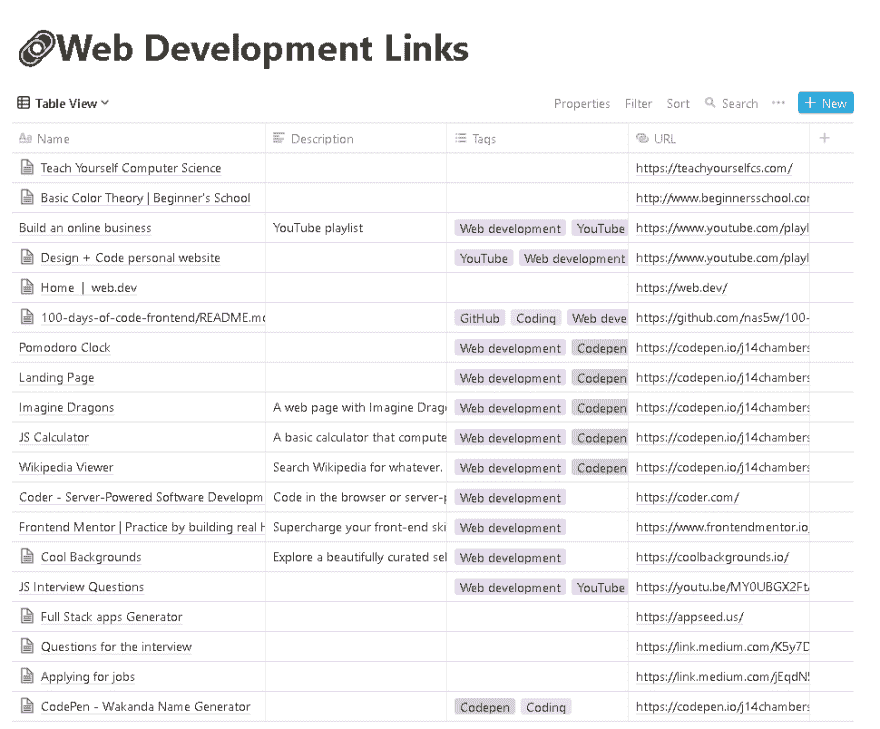 Web Development Links
Table View Properties Filter Sort Search ··· + New
Aa Name Description Tags URL +
Teach Yourself Computer Science https://teachyourselfcs.com/
Basic Color Theory | Beginner's School http://www.beginnersschool.co
Build an online business YouTube playlist Web development YouTube https://www.youtube.com/playl
Design + Code personal website YouTube Web development https://www.youtube.com/playl
Home | web.dev https://web.dev/
100-days-of-code-frontend/README.m GitHub Coding Web deve https://github.com/nas5w/100-
Pomodoro Clock Web development Codepen https://codepen.io/j14chambers
Landing Page Web development Codepen https://codepen.io/j14chambers
Imagine Dragons A web page with Imagine Drag Web development Codepen https://codepen.io/j14chambers
JS Calculator A basic calculator that compute Web development Codepen https://codepen.io/j14chambers
Wikipedia Viewer Search Wikipedia for whatever. Web development Codepen https://codepen.io/j14chambers
Coder - Server-Powered Software Developm Code in the browser or server- Web development https://coder.com/
Frontend Mentor | Practice by building real Supercharge your front-end ski Web development https://www.frontendmentor.io
Cool Backgrounds Explore a beautifully curated sel Web development https://coolbackgrounds.io/
JS Interview Questions Web development YouTube https://youtu.be/MY0UBGX2Ft
Full Stack apps Generator https://appseed.us/
Questions for the interview https://link.medium.com/K5y7D
Applying for jobs https://link.medium.com/jEqdN
CodePen - Wakanda Name Generator Codepen Coding https://codepen.io/j14chambers